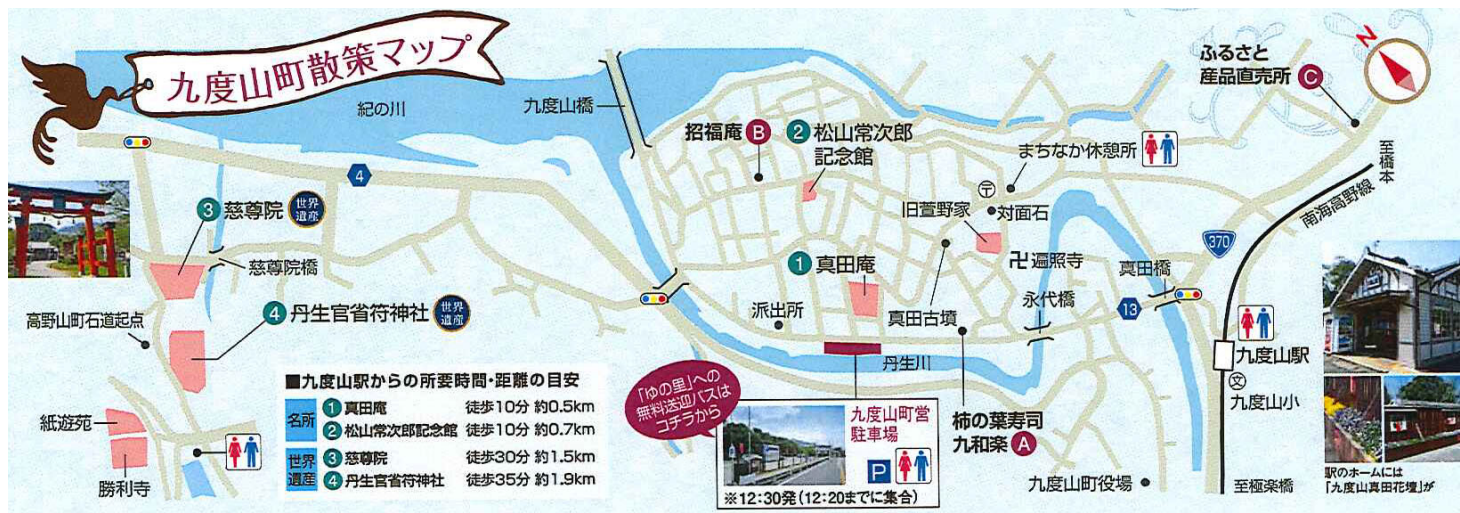 九度山町散策マップ
紀の川
九度山橋
4
招福庵 B
2 松山常次郎
記念館
まちなか休憩所
ふるさと
産品直売所 C
N
至橋本
南海高野線
370
〒
対面石
旧萱野家
卍 遍照寺
真田橋
13
永代橋
真田古墳
1 真田庵
派出所
丹生川
3 慈尊院
世界
遺産
慈尊院橋
4 丹生官省符神社
世界
遺産
高野山町石道起点
紙遊苑
勝利寺
■九度山駅からの所要時間・距離の目安
名所
1 真田庵 徒歩10分 約0.5km
2 松山常次郎記念館 徒歩10分 約0.7km
世界
遺産
3 慈尊院 徒歩30分 約1.5km
4 丹生官省符神社 徒歩35分 約1.9km
「ゆの里」への
無料送迎バスは
コチラから
九度山町営
駐車場
P
※12:30発(12:20までに集合)
柿の葉寿司
九和楽 A
九度山町役場
九度山駅
文
九度山小
至極楽橋
駅のホームには
「九度山真田花壇」が